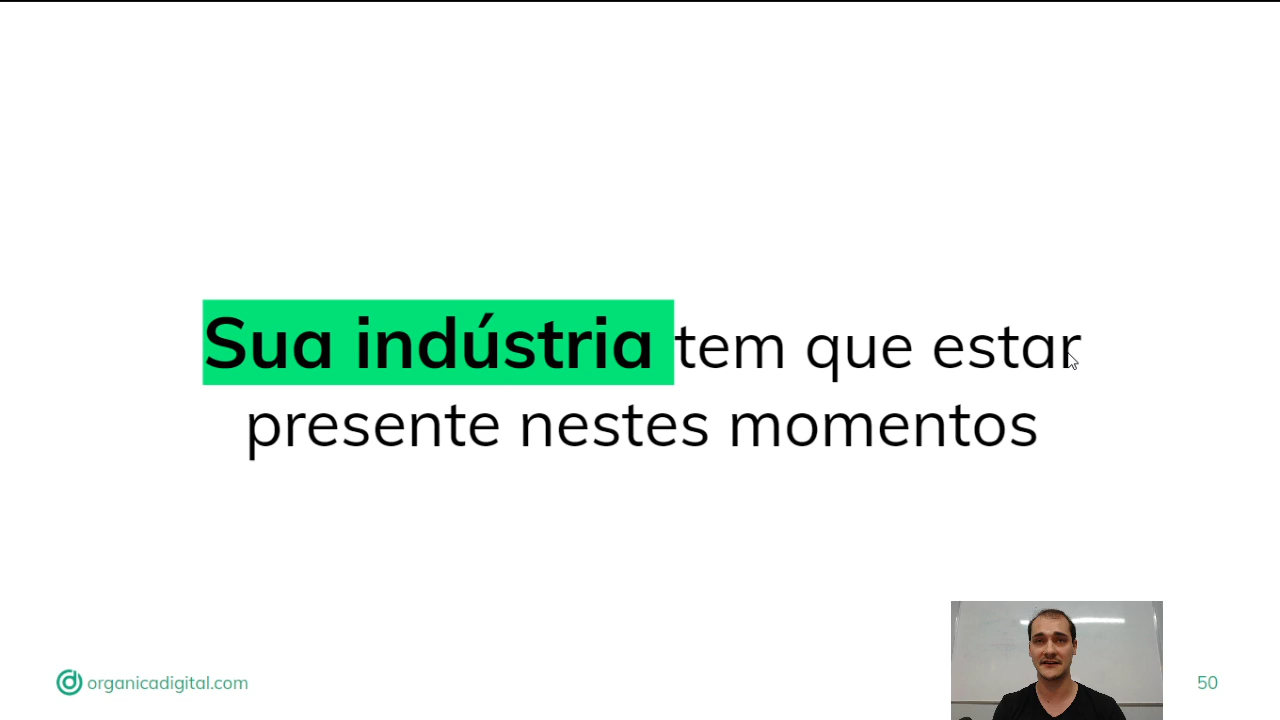 Sua indústria tem que estar
presente nestes momentos
organicadigital.com
50